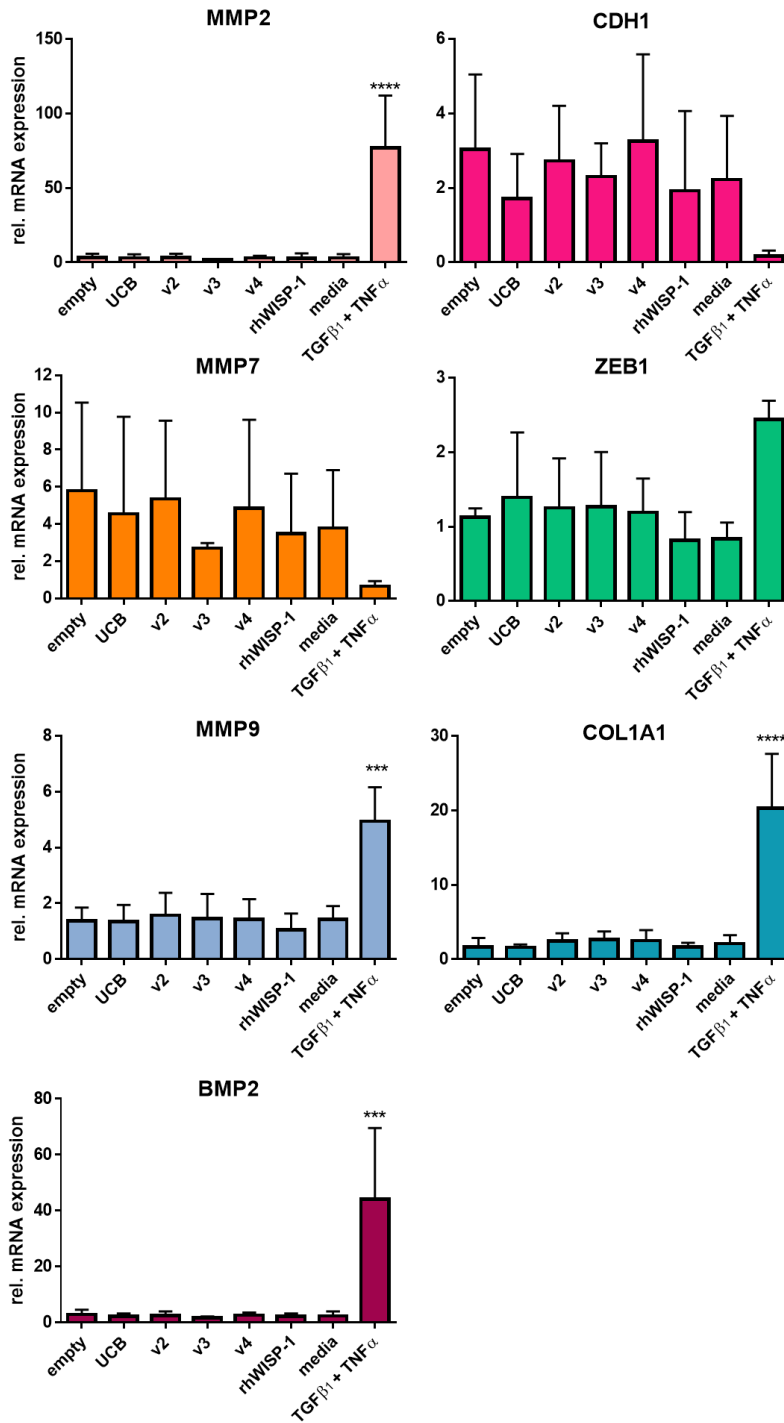 MMP2
rel. mRNA expression
150
100
50
0
****
empty
UCB
v2
v3
v4
rhWISP-1
media
TGFβ1 + TNFα
CDH1
6
4
2
0
empty
UCB
v2
v3
v4
rhWISP-1
media
TGFβ1 + TNFα
MMP7
rel. mRNA expression
12
10
8
6
4
2
0
empty
UCB
v2
v3
v4
rhWISP-1
media
TGFβ1 + TNFα
ZEB1
3
2
1
0
empty
UCB
v2
v3
v4
rhWISP-1
media
TGFβ1 + TNFα
MMP9
rel. mRNA expression
8
6
4
2
0
***
empty
UCB
v2
v3
v4
rhWISP-1
media
TGFβ1 + TNFα
COL1A1
30
20
10
0
****
empty
UCB
v2
v3
v4
rhWISP-1
media
TGFβ1 + TNFα
BMP2
rel. mRNA expression
80
60
40
20
0
***
empty
UCB
v2
v3
v4
rhWISP-1
media
TGFβ1 + TNFα